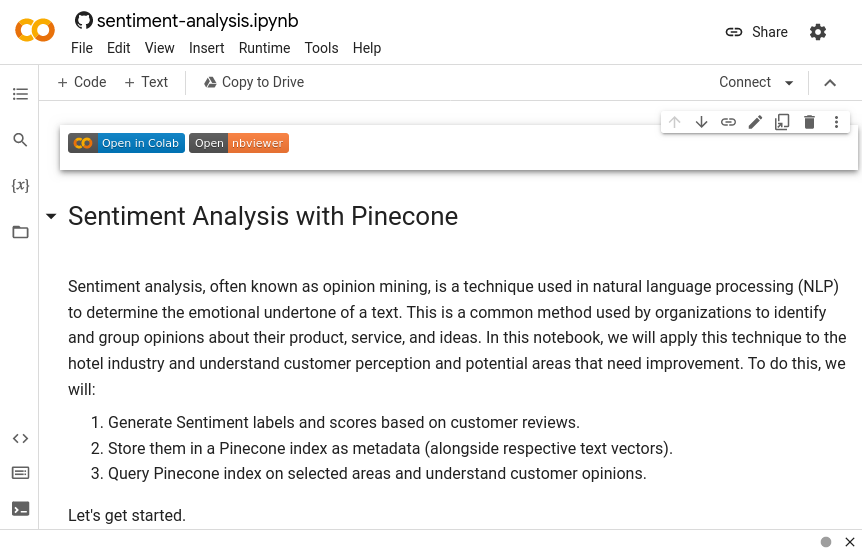 sentiment-analysis.ipynb
Share
File Edit View Insert Runtime Tools Help
+ Code + Text Copy to Drive Connect
Open in Colab Open nbviewer
{x}
Sentiment Analysis with Pinecone
Sentiment analysis, often known as opinion mining, is a technique used in natural language processing (NLP)
to determine the emotional undertone of a text. This is a common method used by organizations to identify
and group opinions about their product, service, and ideas. In this notebook, we will apply this technique to the
hotel industry and understand customer perception and potential areas that need improvement. To do this, we
will:
1. Generate Sentiment labels and scores based on customer reviews.
2. Store them in a Pinecone index as metadata (alongside respective text vectors).
3. Query Pinecone index on selected areas and understand customer opinions.
Let's get started.